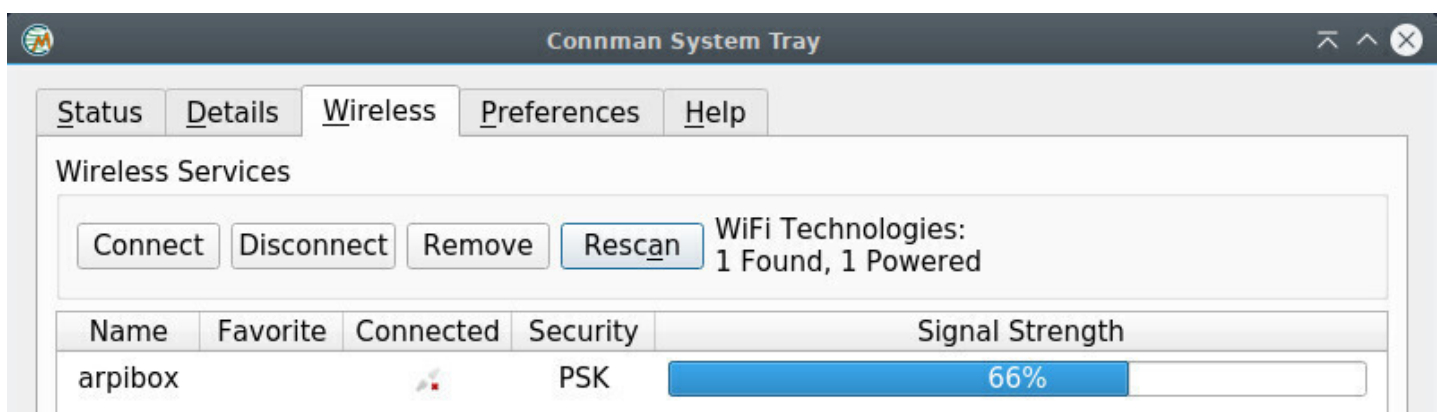 Connman System Tray
Status Details Wireless Preferences Help
Wireless Services
Connect Disconnect Remove Rescan WiFi Technologies:
1 Found, 1 Powered
Name Favorite Connected Security Signal Strength
arpibox PSK 66%